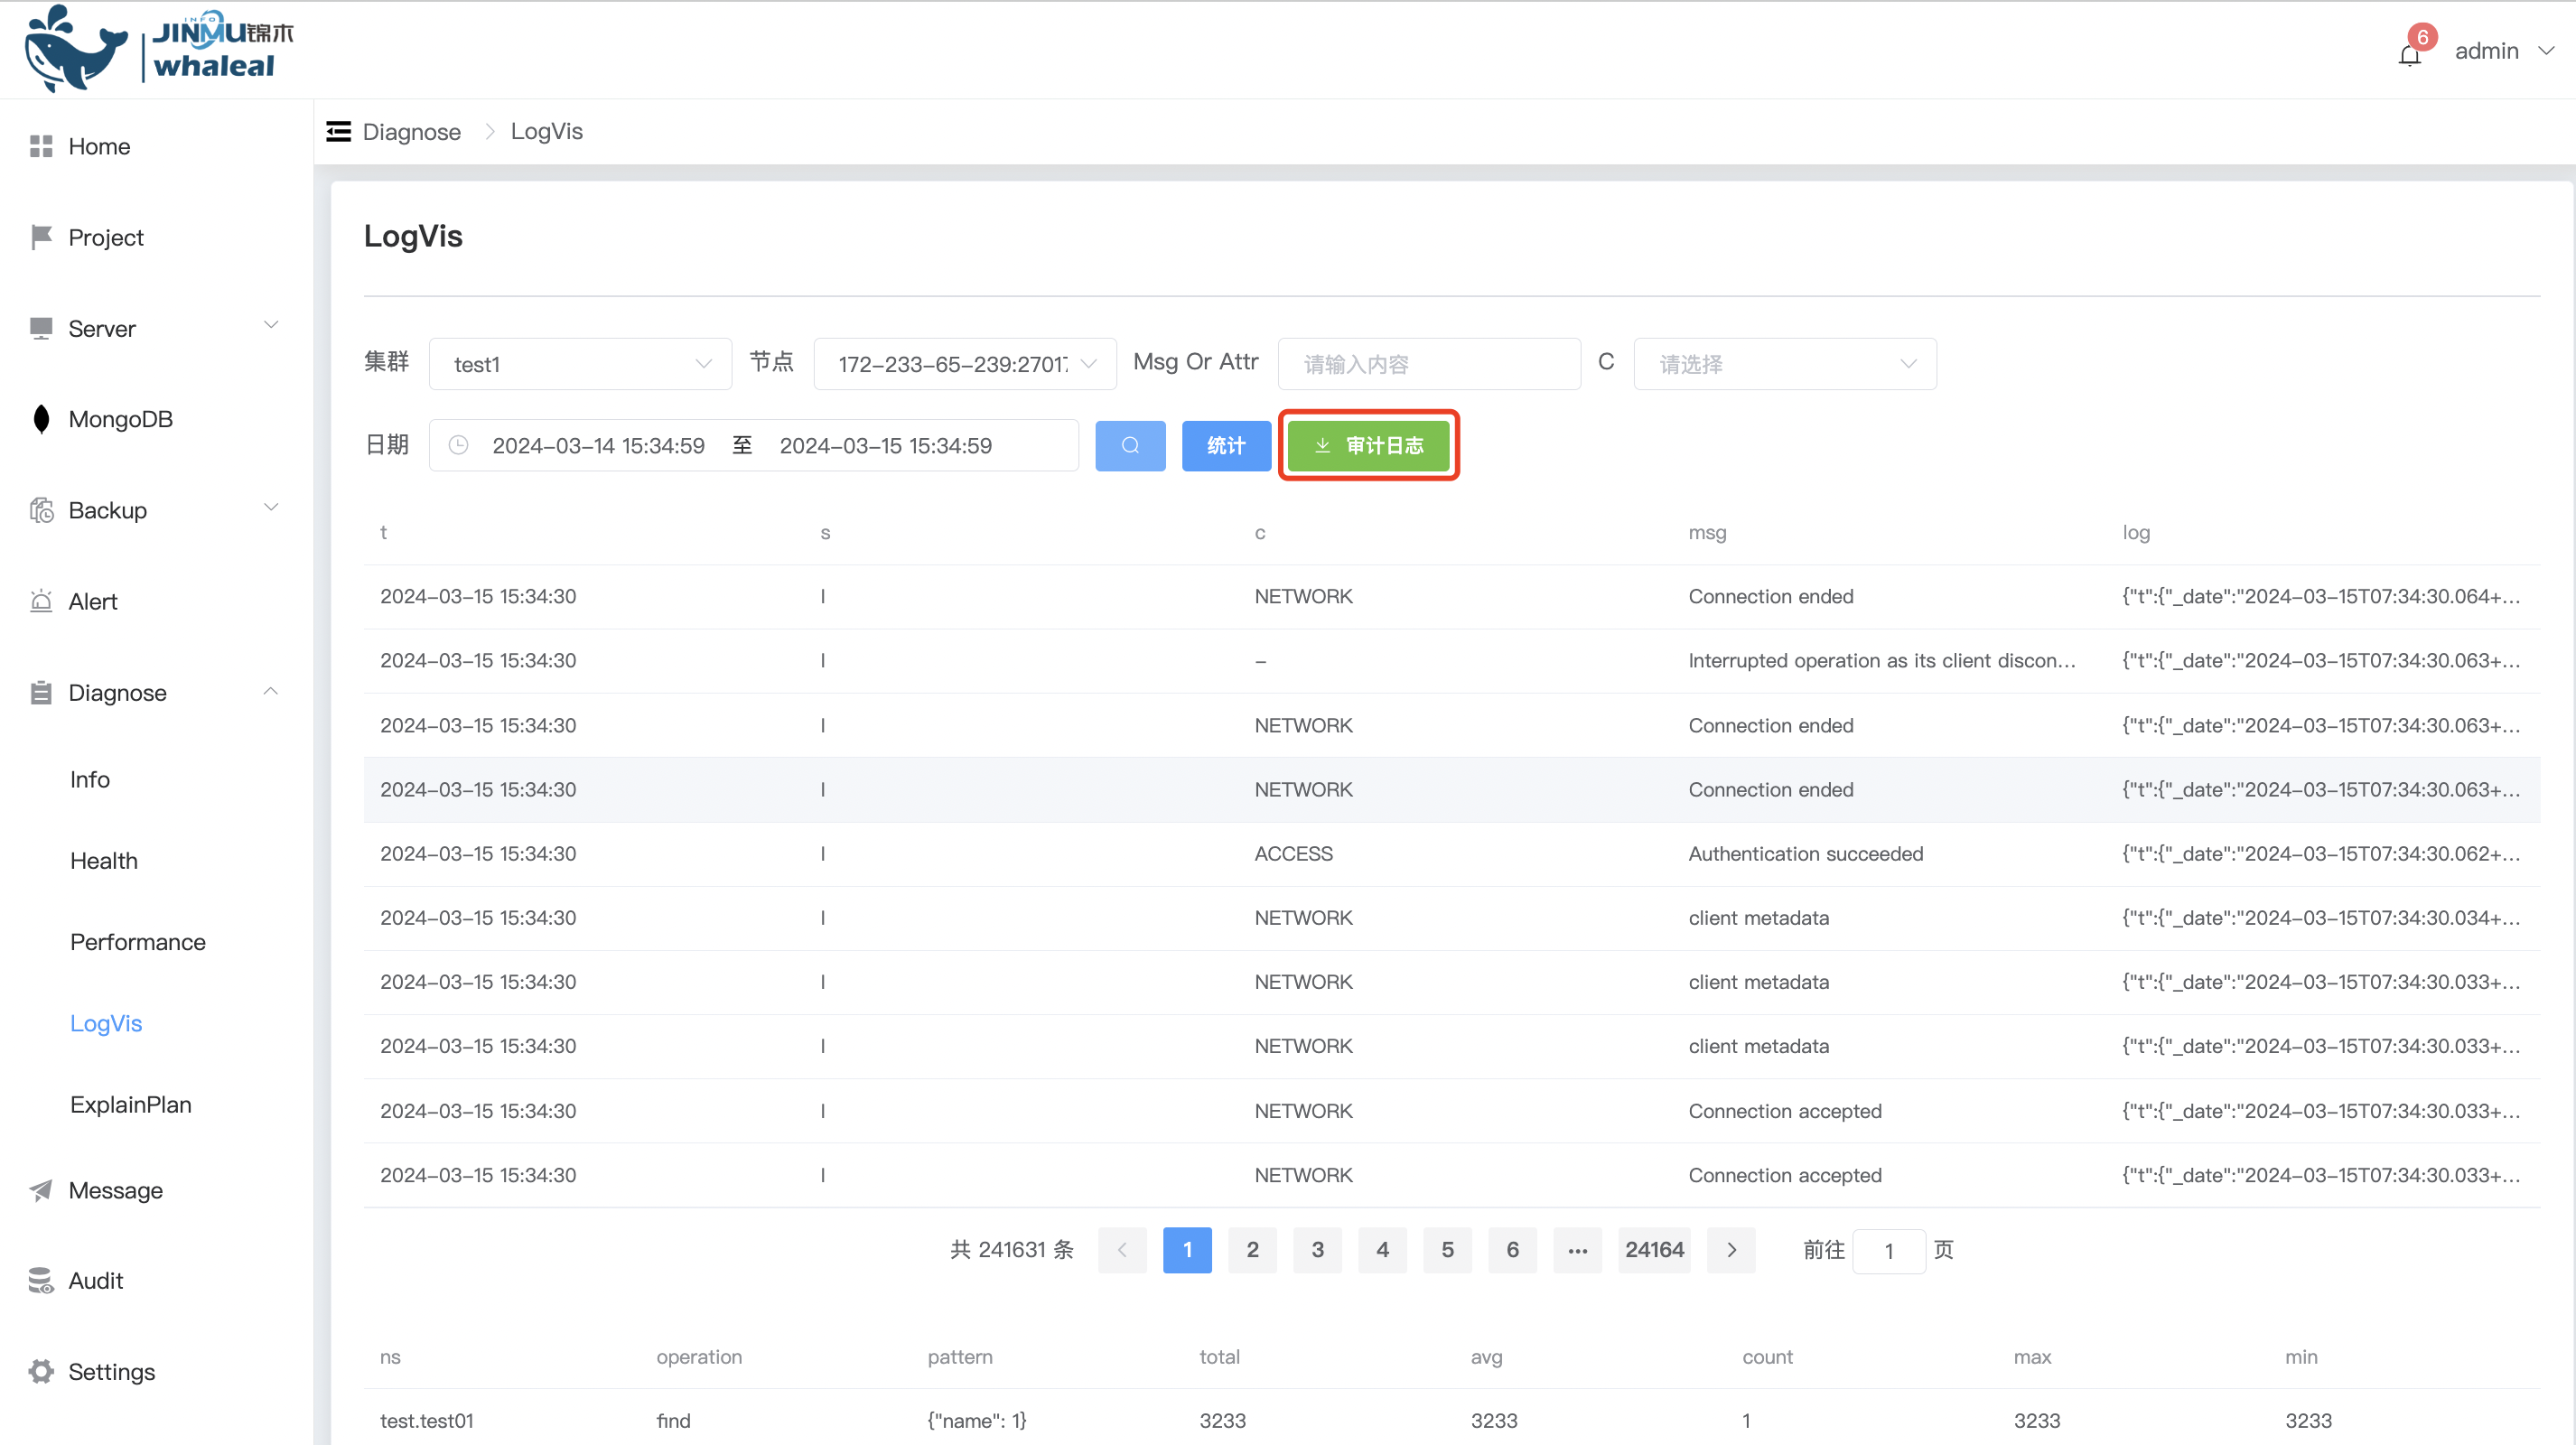 INFO
JINMU锦木
whaleal
6
admin
Home
Project
Server
MongoDB
Backup
Alert
Diagnose
Info
Health
Performance
LogVis
ExplainPlan
Message
Audit
Settings
Diagnose LogVis
LogVis
集群 test1 节点 172-233-65-239:27017 Msg Or Attr 请输入内容 C 请选择
日期 2024-03-14 15:34:59 至 2024-03-15 15:34:59 统计 审计日志
t s c msg log
2024-03-15 15:34:30 I NETWORK Connection ended {"t":{"_date":"2024-03-15T07:34:30.064+...
2024-03-15 15:34:30 I - Interrupted operation as its client discon... {"t":{"_date":"2024-03-15T07:34:30.063+...
2024-03-15 15:34:30 I NETWORK Connection ended {"t":{"_date":"2024-03-15T07:34:30.063+...
2024-03-15 15:34:30 I NETWORK Connection ended {"t":{"_date":"2024-03-15T07:34:30.063+...
2024-03-15 15:34:30 I ACCESS Authentication succeeded {"t":{"_date":"2024-03-15T07:34:30.062+...
2024-03-15 15:34:30 I NETWORK client metadata {"t":{"_date":"2024-03-15T07:34:30.034+...
2024-03-15 15:34:30 I NETWORK client metadata {"t":{"_date":"2024-03-15T07:34:30.033+...
2024-03-15 15:34:30 I NETWORK client metadata {"t":{"_date":"2024-03-15T07:34:30.033+...
2024-03-15 15:34:30 I NETWORK Connection accepted {"t":{"_date":"2024-03-15T07:34:30.033+...
2024-03-15 15:34:30 I NETWORK Connection accepted {"t":{"_date":"2024-03-15T07:34:30.033+...
共 241631 条 1 2 3 4 5 6 ... 24164 前往 1 页
ns operation pattern total avg count max min
test.test01 find {"name": 1} 3233 3233 1 3233 3233